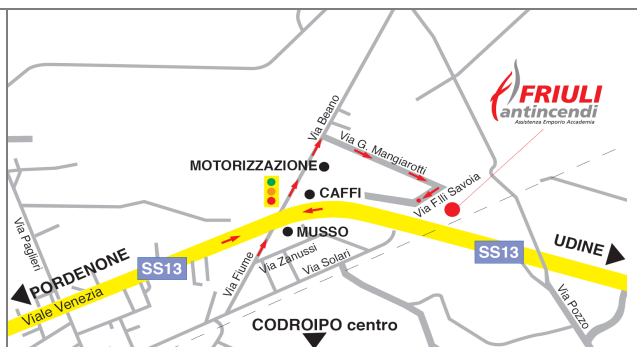 FRIULI
antincendi
Assistenza Emporio Accademia
Via Beano
Via G. Mangiarotti
MOTORIZZAZIONE
CAFFI
Via F.lli Savoia
MUSSO
Via Paglieri
PORDENONE
SS13
Viale Venezia
Via Fiume
Via Zanussi
Via Solari
SS13
UDINE
Via Pozzo
CODROIPO centro